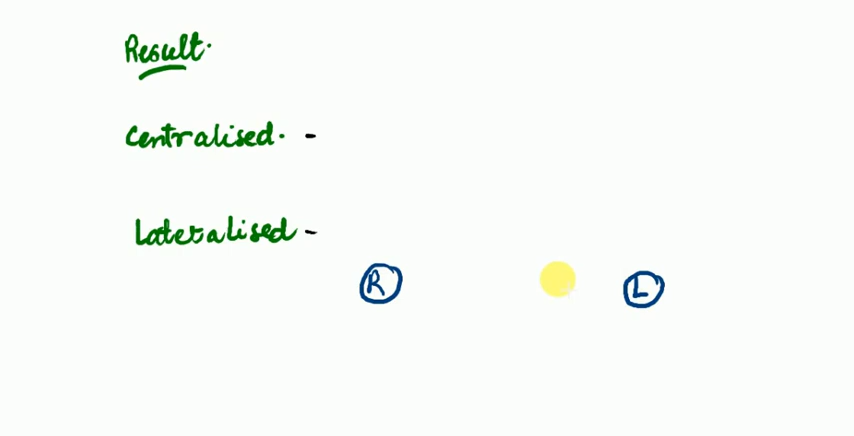 Result.
Centralised. -
Lateralised -
R L